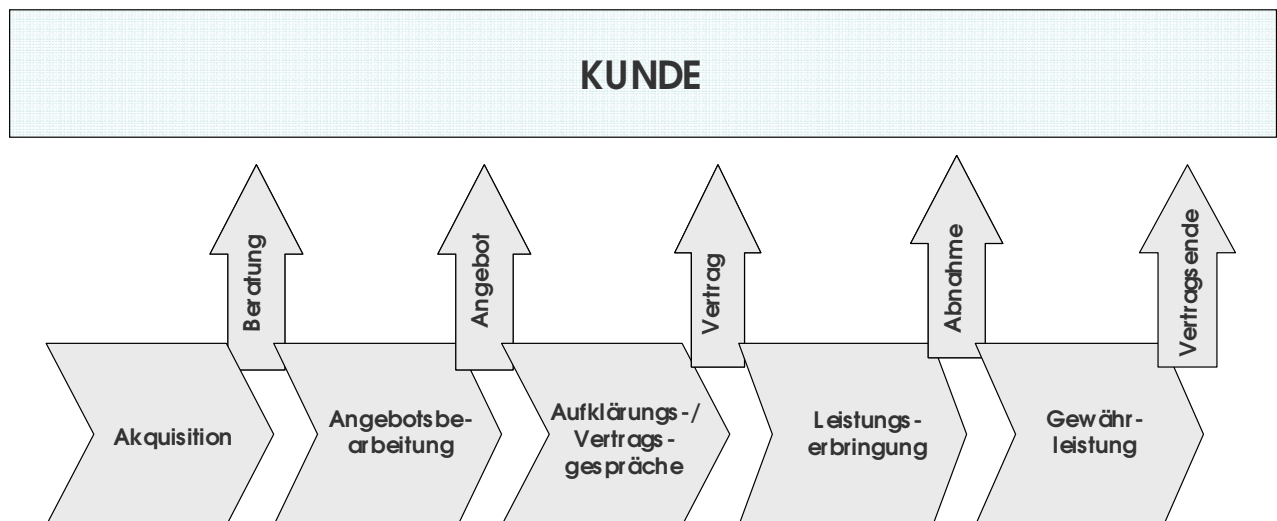 KUNDE
Beratung
Angebot
Vertrag
Abnahme
Vertragsende
Akquisition
Angebotsbe-
arbeitung
Aufklärungs-/
Vertrags-
gespräche
Leistungs-
erbringung
Gewähr-
leistung